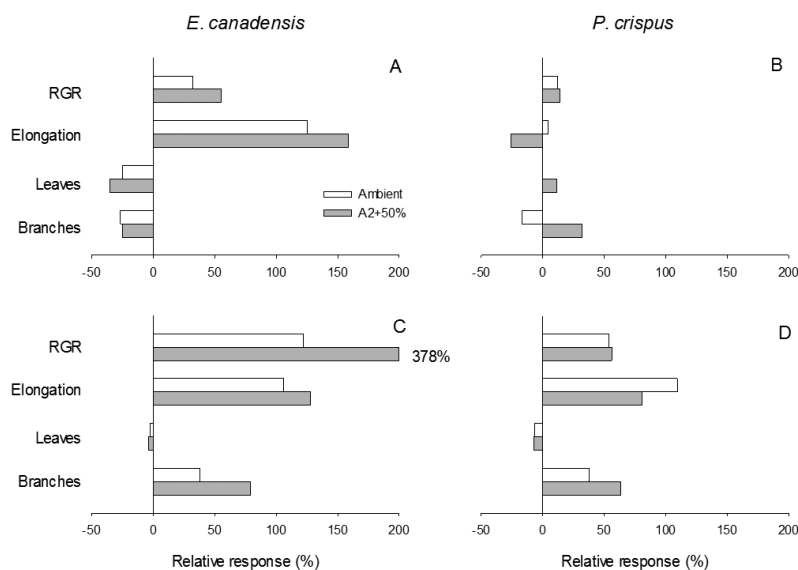 E. canadensis P. crispus
A B
RGR
Elongation
Leaves
Branches
Ambient
A2+50%
-50 0 50 100 150 200 -50 0 50 100 150 200
C D
RGR
378%
Elongation
Leaves
Branches
-50 0 50 100 150 200 -50 0 50 100 150 200
Relative response (%) Relative response (%)